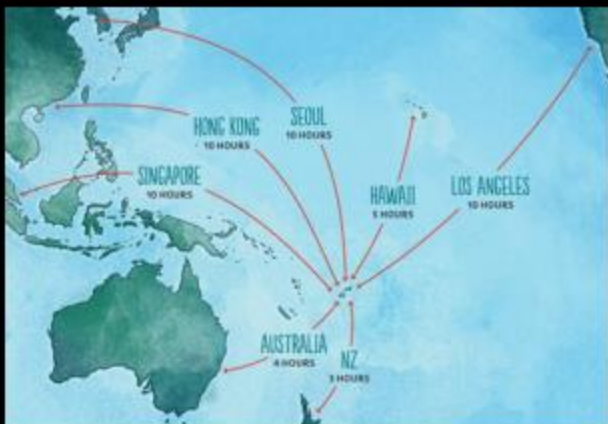 SEOUL
10 HOURS
HONG KONG
10 HOURS
SINGAPORE
10 HOURS
HAWAII
5 HOURS
LOS ANGELES
10 HOURS
AUSTRALIA
4 HOURS
NZ
3 HOURS